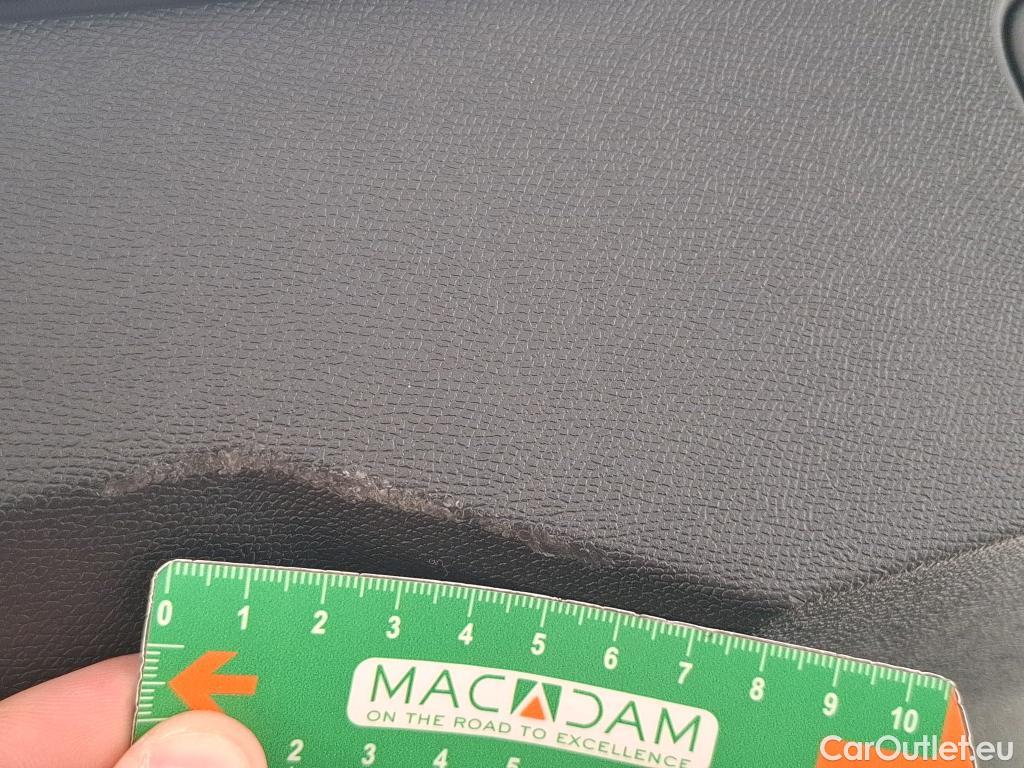 0 1 2 3 4 5 6 7 8 9 10
MACADAM
ON THE ROAD TO EXCELLENCE
2 3 4 5
CarOutlet.eu